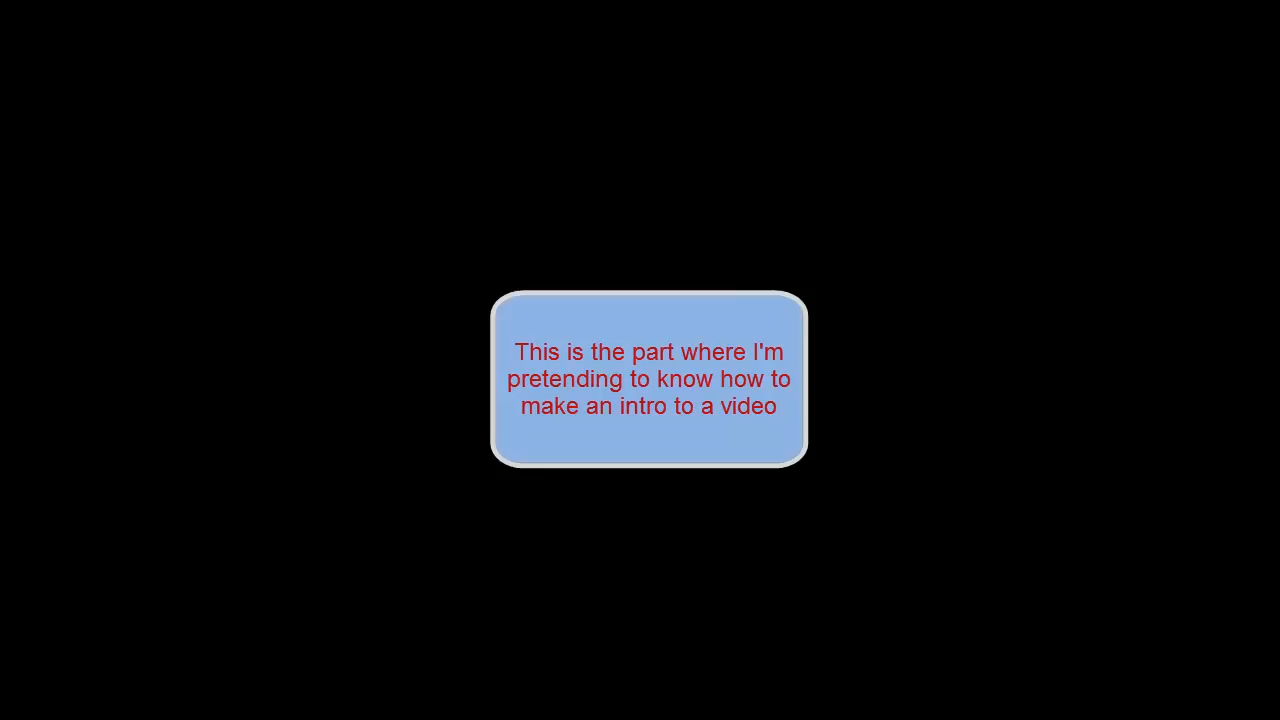 This is the part where I'm
pretending to know how to
make an intro to a video